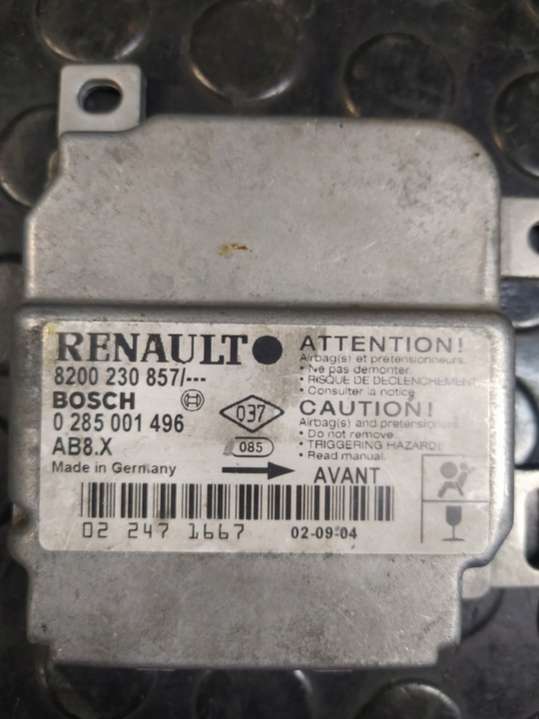 RENAULT
8200 230 857/---
BOSCH
0 285 001 496
AB8.X
Made in Germany
037
085
ATTENTION!
Airbag(s) et pretensionneurs.
• Ne pas demonter.
• RISQUE DE DECLENCHEMENT
• Consulter la notice
CAUTION!
Airbag(s) and pretensioners.
• Do not remove.
• TRIGGERING HAZARD!
• Read manual.
AVANT
02 247 1667
02-09-04